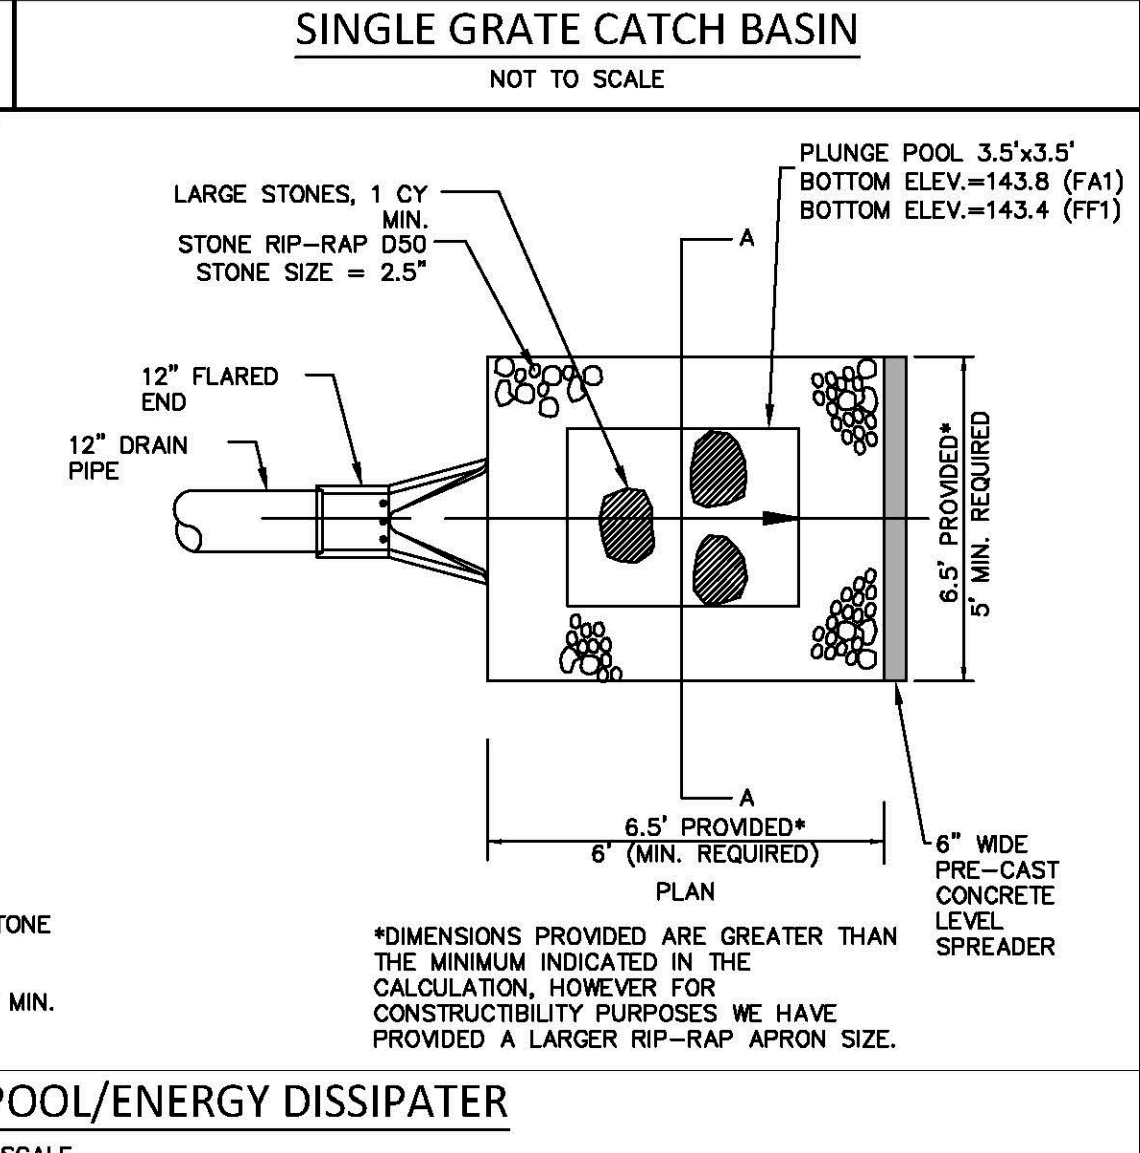 SINGLE GRATE CATCH BASIN
NOT TO SCALE
PLUNGE POOL 3.5'x3.5'
BOTTOM ELEV.=143.8 (FA1)
BOTTOM ELEV.=143.4 (FF1)
LARGE STONES, 1 CY
MIN.
STONE RIP-RAP D50
STONE SIZE = 2.5"
A
12" FLARED
END
12" DRAIN
PIPE
6.5' PROVIDED*
5' MIN. REQUIRED
A
6.5' PROVIDED*
6' (MIN. REQUIRED)
PLAN
6" WIDE
PRE-CAST
CONCRETE
LEVEL
SPREADER
TONE
MIN.
*DIMENSIONS PROVIDED ARE GREATER THAN
THE MINIMUM INDICATED IN THE
CALCULATION, HOWEVER FOR
CONSTRUCTIBILITY PURPOSES WE HAVE
PROVIDED A LARGER RIP-RAP APRON SIZE.
POOL/ENERGY DISSIPATER
SCALE